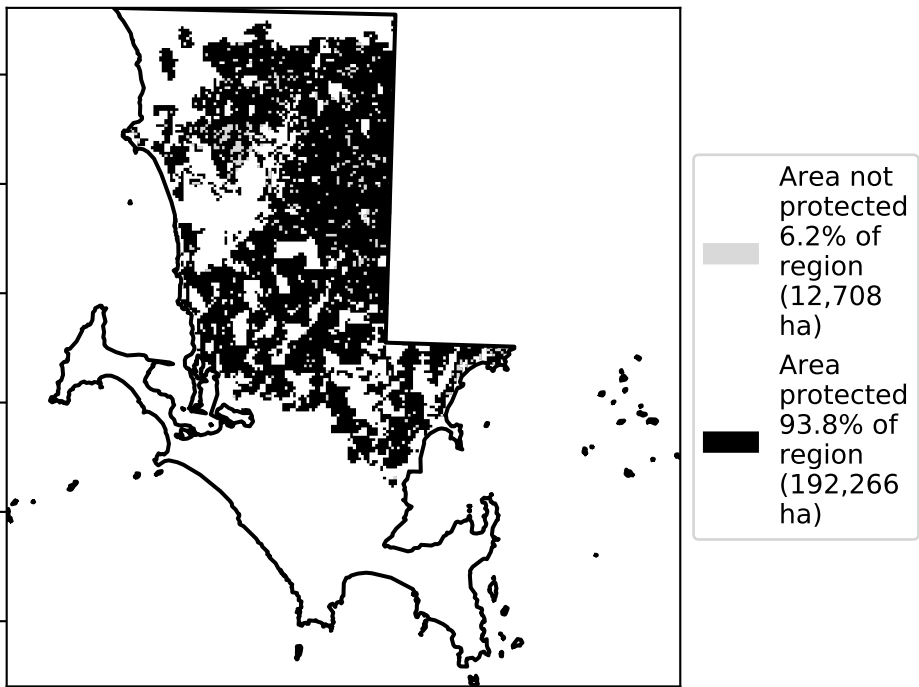 Area not
protected
6.2% of
region
(12,708
ha)
Area
protected
93.8% of
region
(192,266
ha)